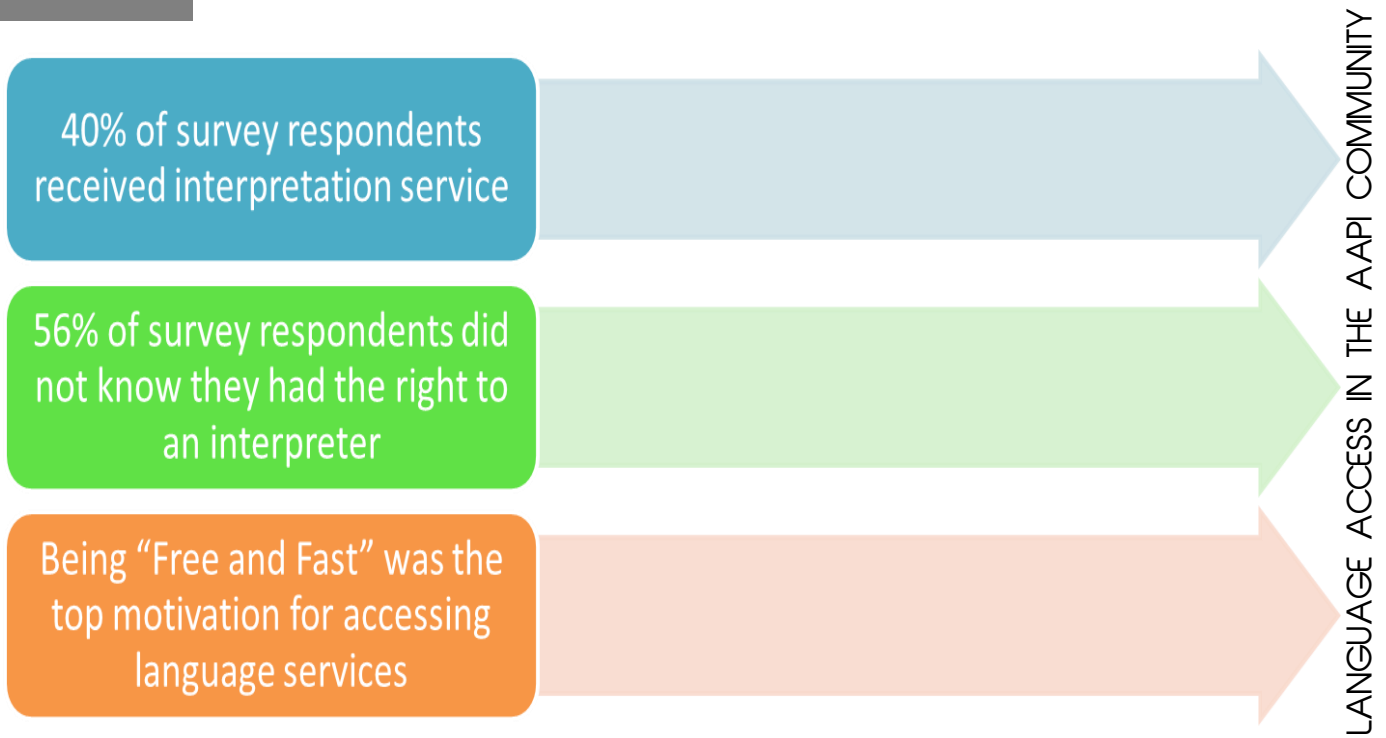 40% of survey respondents
received interpretation service
56% of survey respondents did
not know they had the right to
an interpreter
Being “Free and Fast” was the
top motivation for accessing
language services
LANGUAGE ACCESS IN THE AAPI COMMUNITY